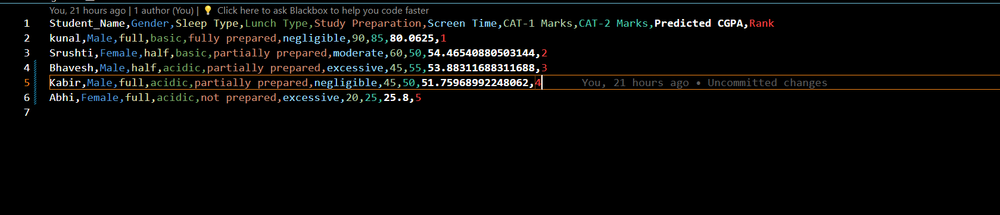 You, 21 hours ago | 1 author (You) | Click here to ask Blackbox to help you code faster
1 Student_Name,Gender,Sleep Type,Lunch Type,Study Preparation,Screen Time,CAT-1 Marks,CAT-2 Marks,Predicted CGPA,Rank
2 kunal,Male,full,basic,fully prepared,negligible,90,85,80.0625,1
3 Srushti,Female,half,basic,partially prepared,moderate,60,50,54.46540880503144,2
4 Bhavesh,Male,half,acidic,partially prepared,excessive,45,55,53.88311688311688,3
5 Kabir,Male,full,acidic,partially prepared,negligible,45,50,51.75968992248062,4 You, 21 hours ago • Uncommitted changes
6 Abhi,Female,full,acidic,not prepared,excessive,20,25,25.8,5
7